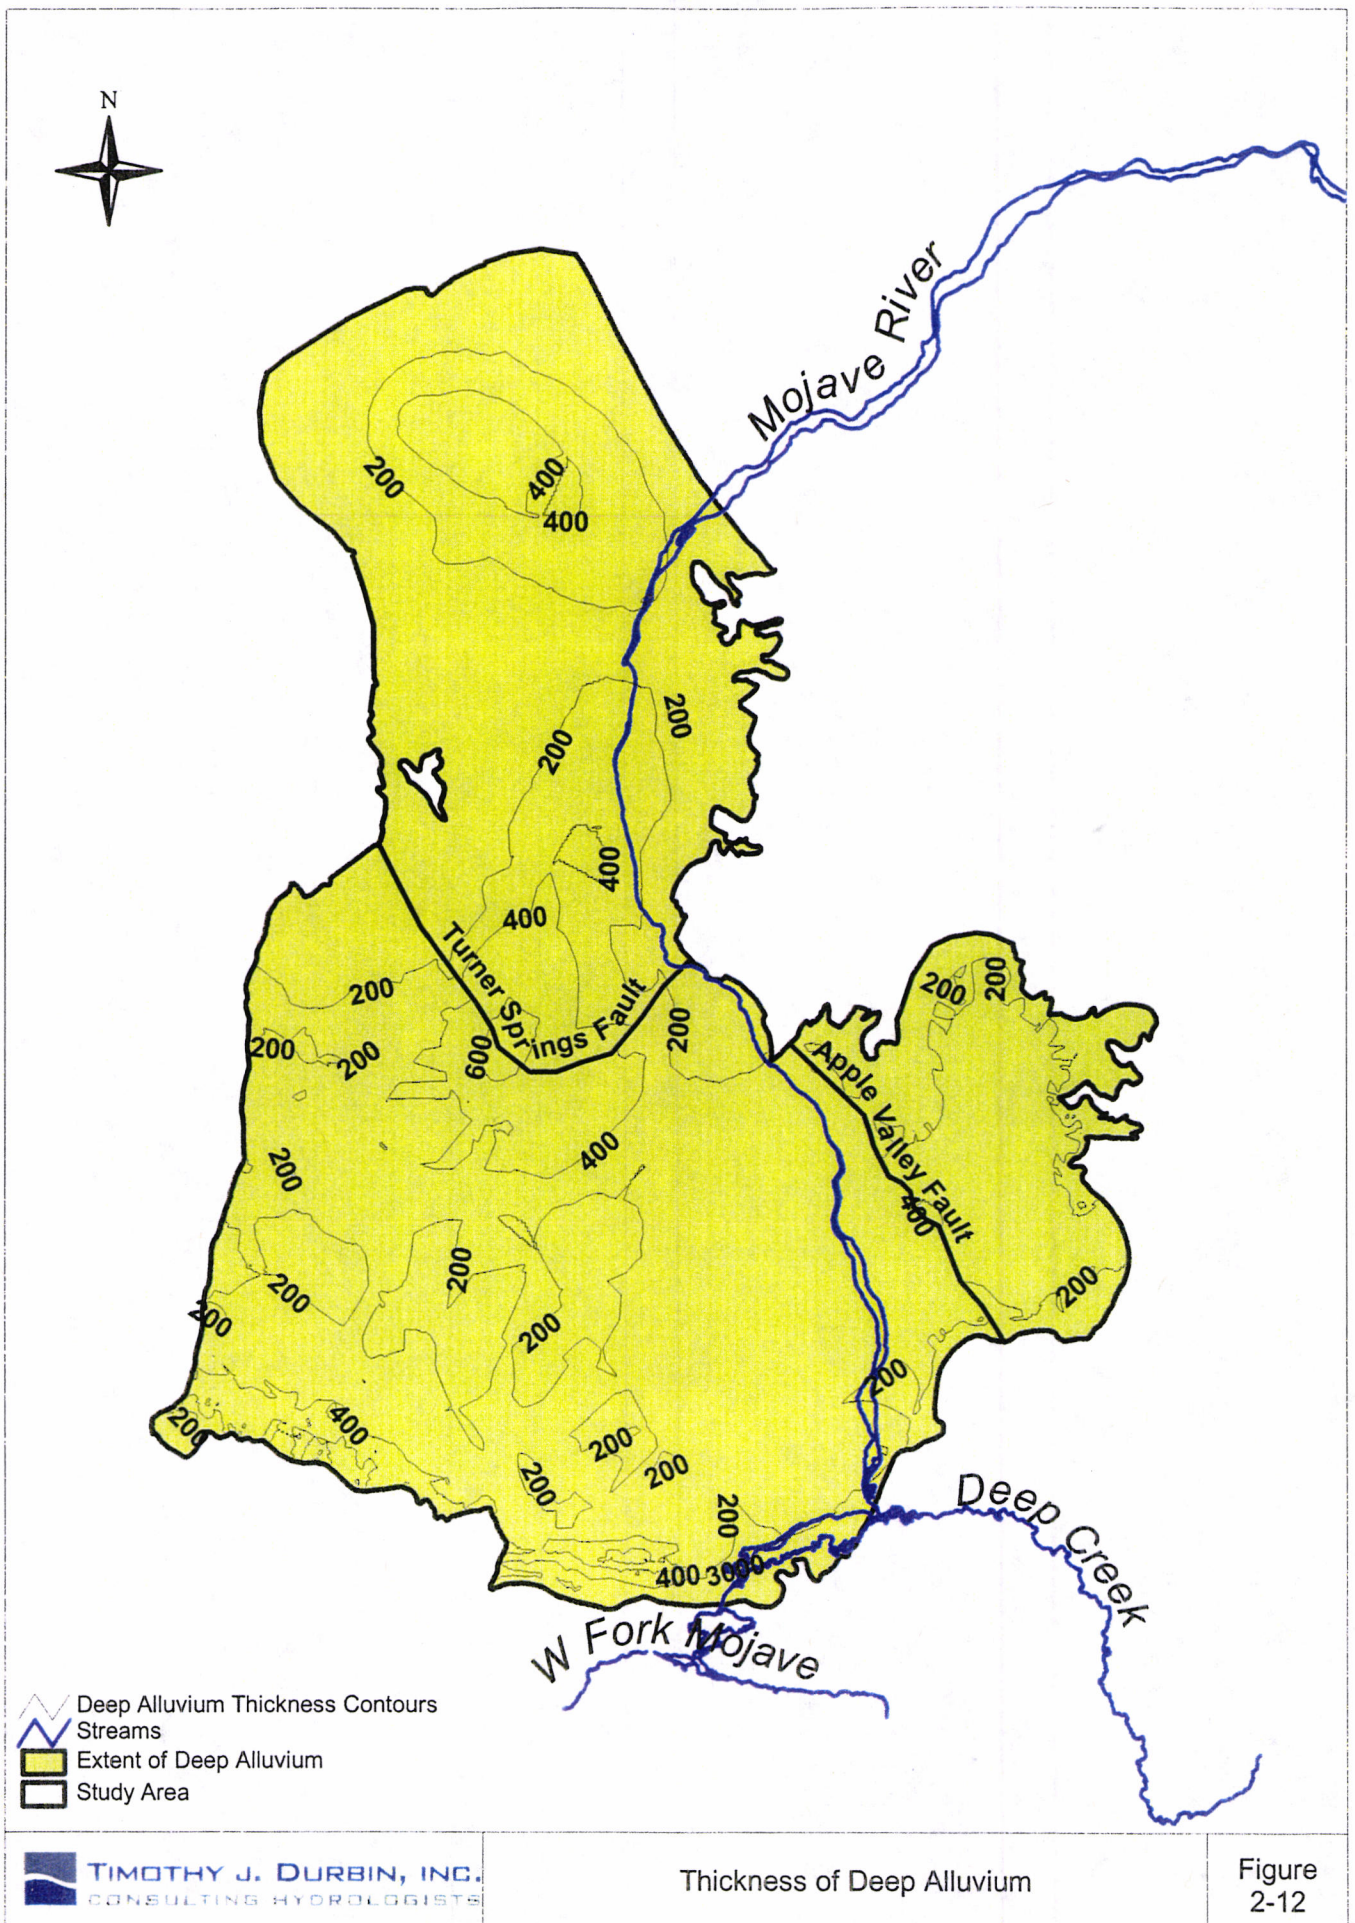 N
Mojave River
200
400
400
200
200
400
400
Turner Springs Fault
200
200
200
600
200
200
200
Apple Valley Fault
400
400
200
200
200
200
200
200
200
400
200
200
200
200
200
400 3000
Deep Creek
W Fork Mojave
Deep Alluvium Thickness Contours
Streams
Extent of Deep Alluvium
Study Area
TIMOTHY J. DURBIN, INC.
CONSULTING HYDROLOGISTS
Thickness of Deep Alluvium
Figure
2-12